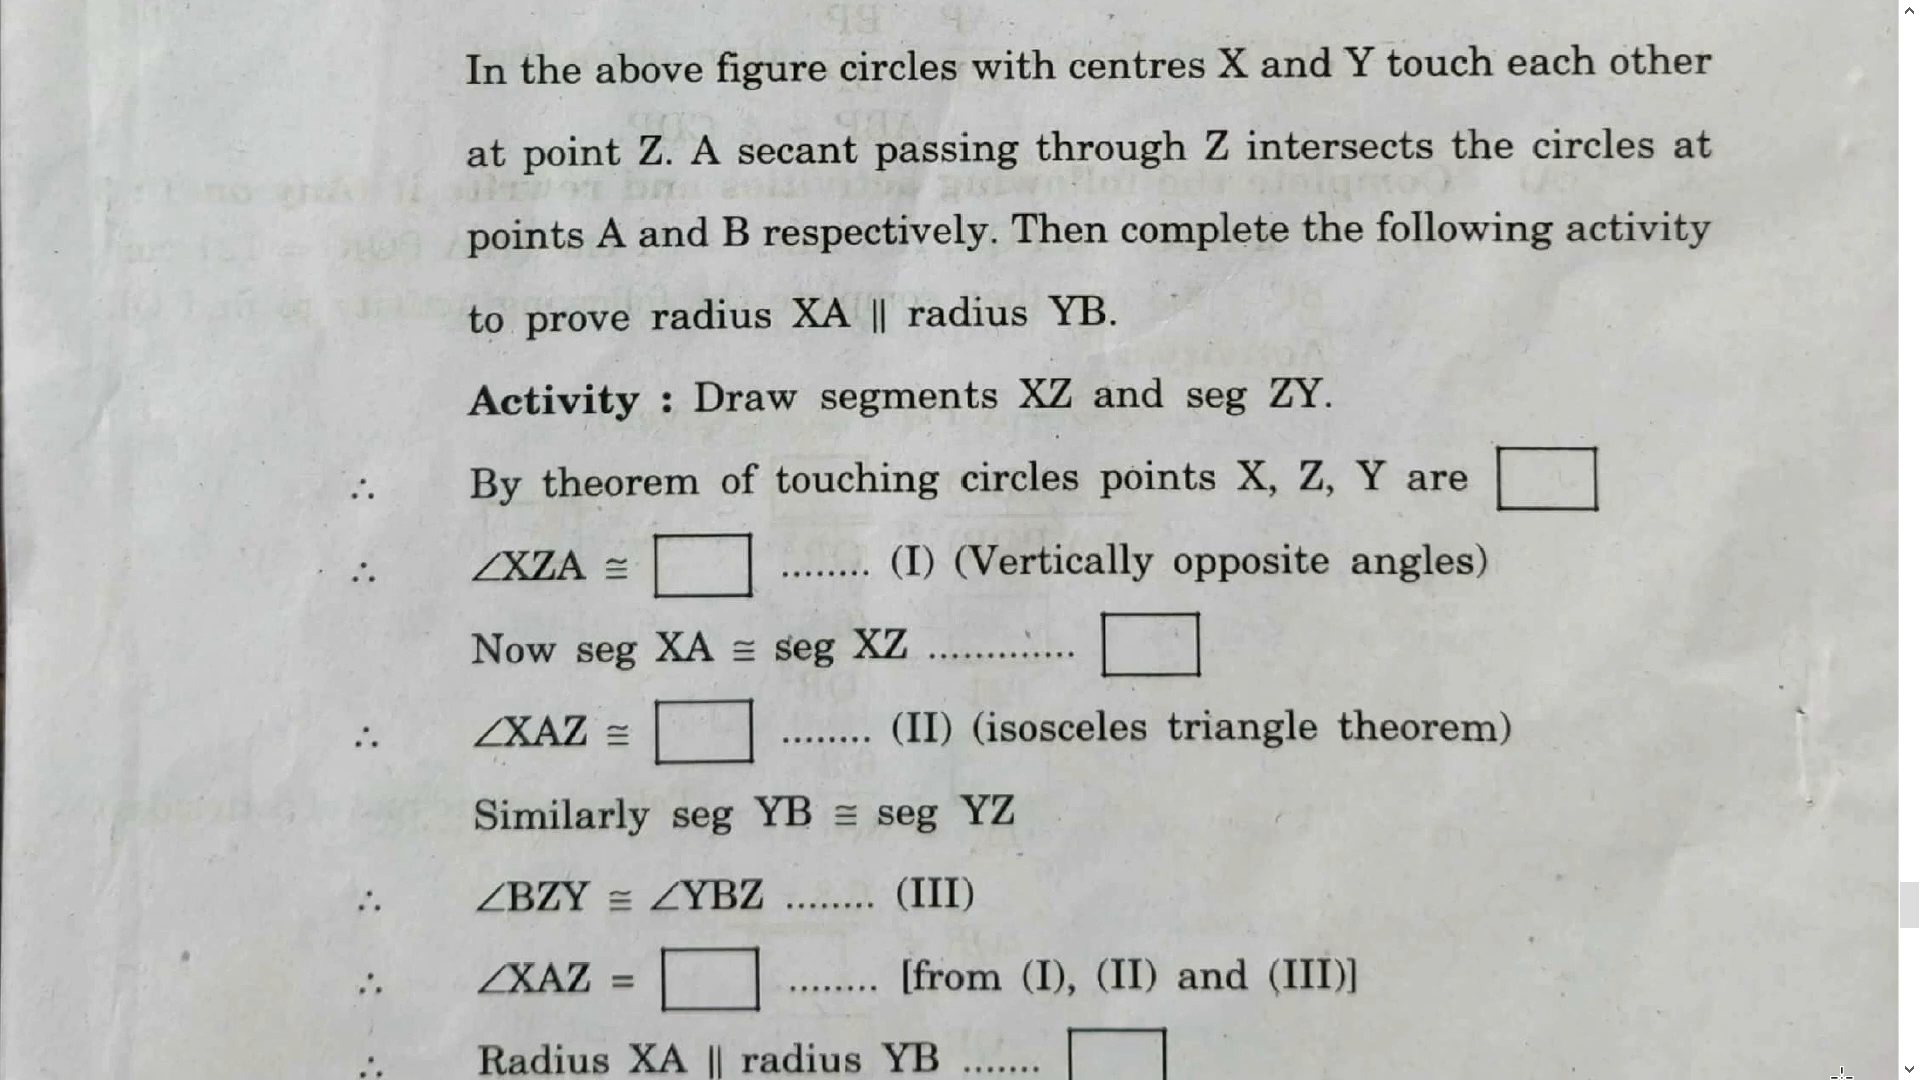 In the above figure circles with centres X and Y touch each other
at point Z. A secant passing through Z intersects the circles at
points A and B respectively. Then complete the following activity
to prove radius XA || radius YB.
Activity : Draw segments XZ and seg ZY.
∴ By theorem of touching circles points X, Z, Y are
∴ ∠XZA ≅ ........ (I) (Vertically opposite angles)
Now seg XA ≅ seg XZ .............
∴ ∠XAZ ≅ ........ (II) (isosceles triangle theorem)
Similarly seg YB ≅ seg YZ
∴ ∠BZY ≅ ∠YBZ ........ (III)
∴ ∠XAZ = ........ [from (I), (II) and (III)]
∴ Radius XA || radius YB .......